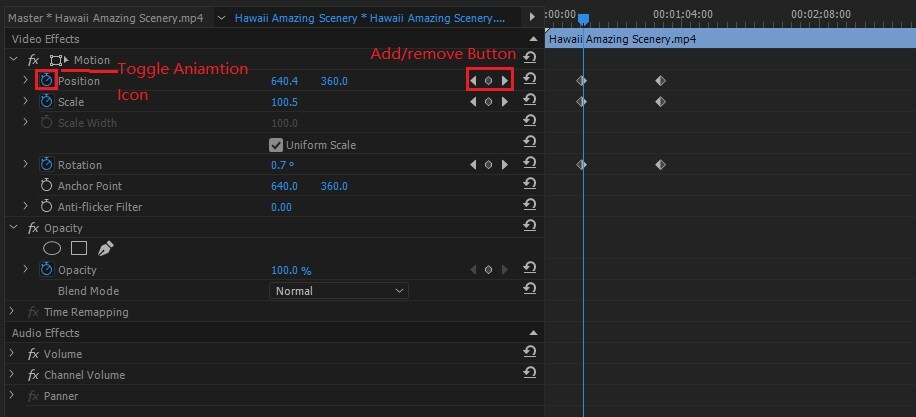 Master * Hawaii Amazing Scenery.mp4 Hawaii Amazing Scenery * Hawaii Amazing Scenery.... :00:00 00:01:04:00 00:02:08:00
Video Effects Hawaii Amazing Scenery.mp4
fx Motion Add/remove Button
Toggle Aniamtion
Position 640.4 360.0
Icon
Scale 100.5
Scale Width 100.0
Uniform Scale
Rotation 0.7 °
Anchor Point 640.0 360.0
Anti-flicker Filter 0.00
fx Opacity
Opacity 100.0 %
Blend Mode Normal
fx Time Remapping
Audio Effects
fx Volume
fx Channel Volume
fx Panner